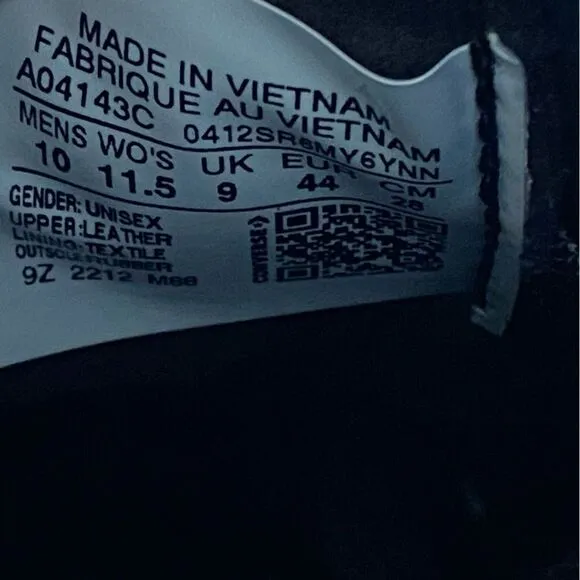 MADE IN VIETNAM
FABRIQUE AU VIETNAM
A04143C 0412SR6MY6YNN
MENS WO'S UK EUR CM
10 11.5 9 44 28
GENDER: UNISEX
UPPER: LEATHER
LINING: TEXTILE
OUTSOLE: RUBBER
9Z 2212 M88
CONVERSE